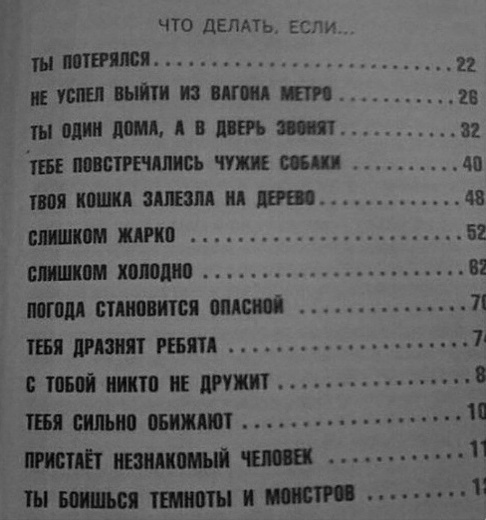 ЧТО ДЕЛАТЬ, ЕСЛИ...
ТЫ ПОТЕРЯЛСЯ.............................22
НЕ УСПЕЛ ВЫЙТИ ИЗ ВАГОНА МЕТРО...........26
ТЫ ОДИН ДОМА, А В ДВЕРЬ ЗВОНЯТ...........32
ТЕБЕ ПОВСТРЕЧАЛИСЬ ЧУЖИЕ СОБАКИ..........40
ТВОЯ КОШКА ЗАЛЕЗЛА НА ДЕРЕВО.............48
СЛИШКОМ ЖАРКО............................52
СЛИШКОМ ХОЛОДНО..........................62
ПОГОДА СТАНОВИТСЯ ОПАСНОЙ................70
ТЕБЯ ДРАЗНЯТ РЕБЯТА......................74
С ТОБОЙ НИКТО НЕ ДРУЖИТ..................8
ТЕБЯ СИЛЬНО ОБИЖАЮТ......................10
ПРИСТАЁТ НЕЗНАКОМЫЙ ЧЕЛОВЕК..............11
ТЫ БОИШЬСЯ ТЕМНОТЫ И МОНСТРОВ............1